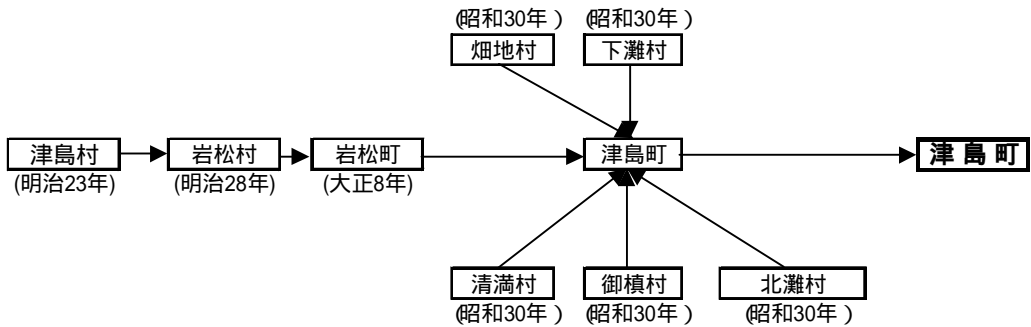 (昭和30年) (昭和30年)
畑地村 下灘村
津島村 岩松村 岩松町 津島町 津島町
(明治23年) (明治28年) (大正8年)
清満村 御槙村 北灘村
(昭和30年) (昭和30年) (昭和30年)